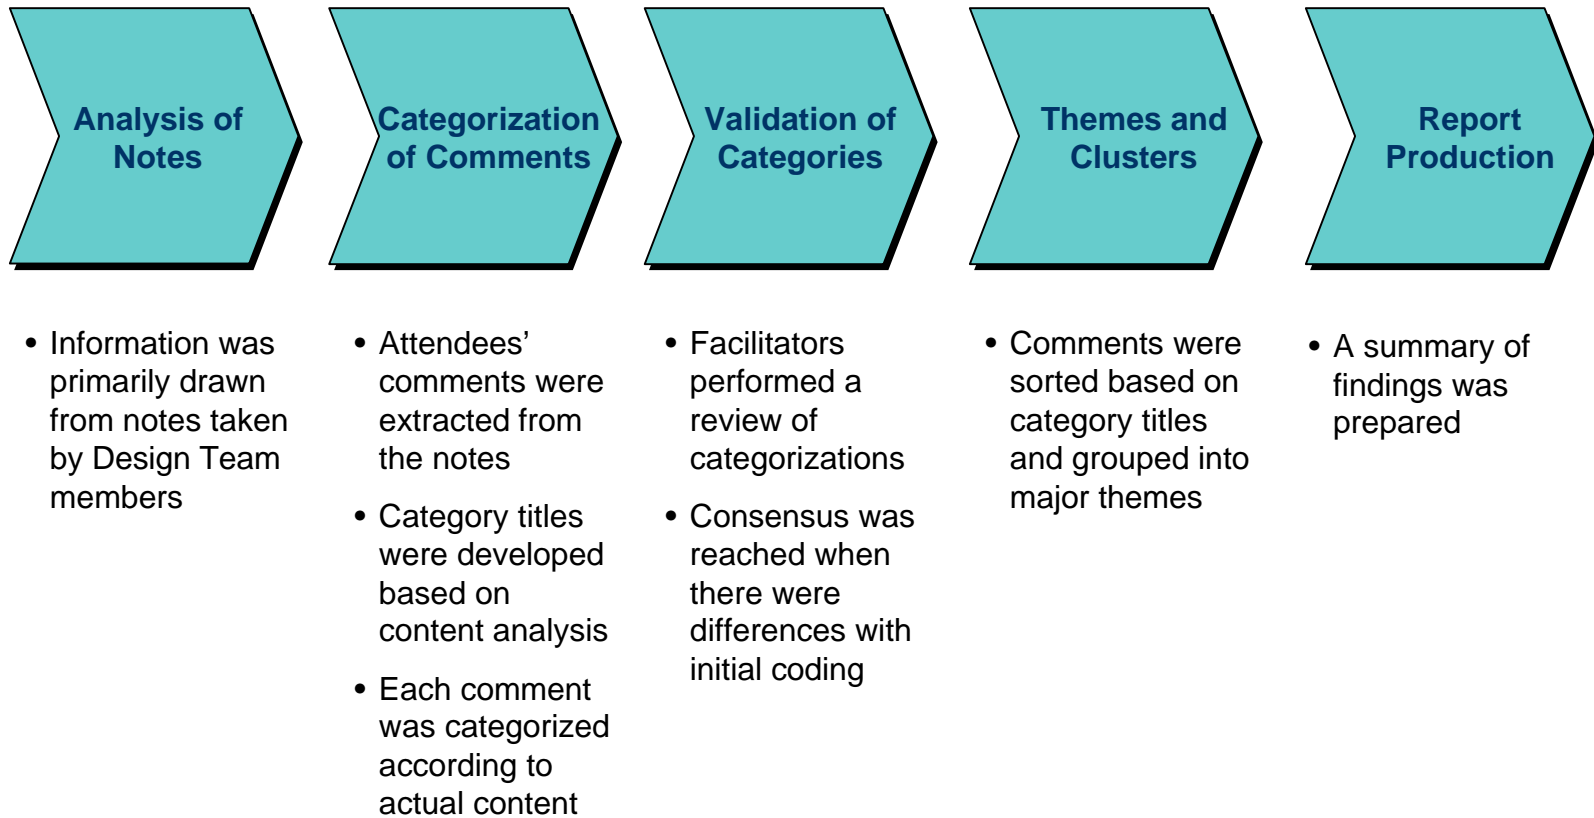 Analysis of
Notes
Categorization
of Comments
Validation of
Categories
Themes and
Clusters
Report
Production
• Information was
primarily drawn
from notes taken
by Design Team
members
• Attendees’
comments were
extracted from
the notes
• Category titles
were developed
based on
content analysis
• Each comment
was categorized
according to
actual content
• Facilitators
performed a
review of
categorizations
• Consensus was
reached when
there were
differences with
initial coding
• Comments were
sorted based on
category titles
and grouped into
major themes
• A summary of
findings was
prepared